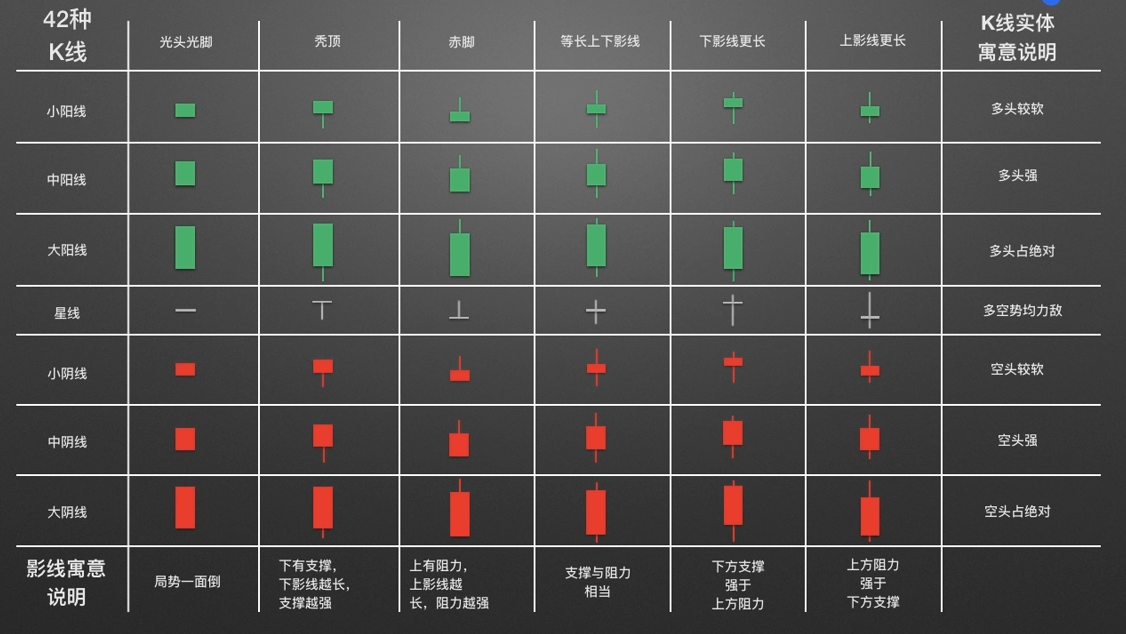 42种
K线
光头光脚
秃顶
赤脚
等长上下影线
下影线更长
上影线更长
K线实体
寓意说明
小阳线
多头较软
中阳线
多头强
大阳线
多头占绝对
星线
多空势均力敌
小阴线
空头较软
中阴线
空头强
大阴线
空头占绝对
影线寓意
说明
局势一面倒
下有支撑，
下影线越长，
支撑越强
上有阻力，
上影线越
长，阻力越强
支撑与阻力
相当
下方支撑
强于
上方阻力
上方阻力
强于
下方支撑